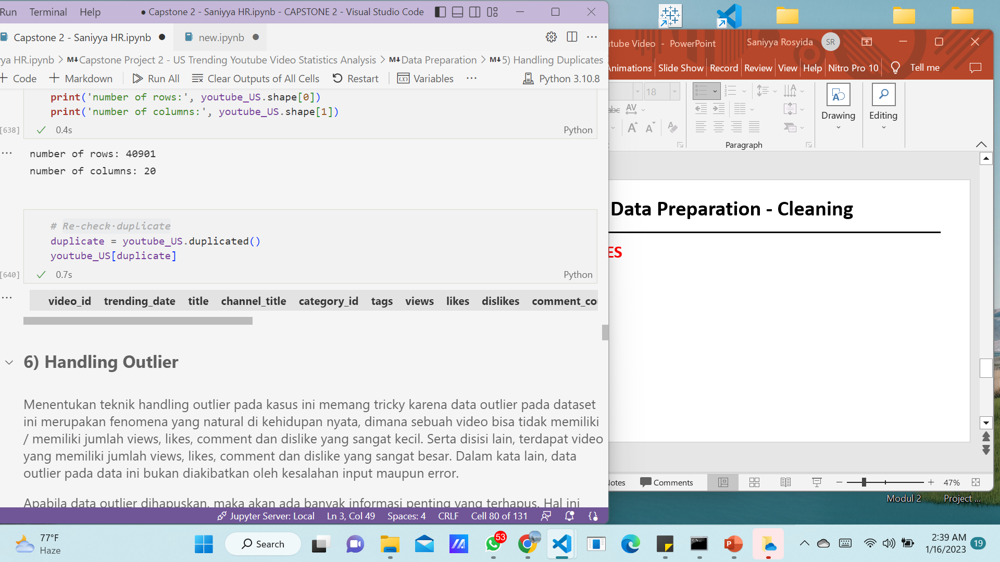 Run Terminal Help ● Capstone 2 - Saniyya HR.ipynb - CAPSTONE 2 - Visual Studio Code
Capstone 2 - Saniyya HR.ipynb ● new.ipynb ●
HR.ipynb > M↓Capstone Project 2 - US Trending Youtube Video Statistics Analysis > M↓Data Preparation > M↓5) Handling Duplicates
+ Code + Markdown Run All Clear Outputs of All Cells Restart Variables ··· Python 3.10.8
print('number of rows:', youtube_US.shape[0])
print('number of columns:', youtube_US.shape[1])
[638] 0.4s Python
number of rows: 40901
number of columns: 20
# Re-check·duplicate
duplicate = youtube_US.duplicated()
youtube_US[duplicate]
[640] 0.7s Python
video_id trending_date title channel_title category_id tags views likes dislikes comment_co
6) Handling Outlier
Menentukan teknik handling outlier pada kasus ini memang tricky karena data outlier pada dataset
ini merupakan fenomena yang natural di kehidupan nyata, dimana sebuah video bisa tidak memiliki
/ memiliki jumlah views, likes, comment dan dislike yang sangat kecil. Serta disisi lain, terdapat video
yang memiliki jumlah views, likes, comment dan dislike yang sangat besar. Dalam kata lain, data
outlier pada data ini bukan diakibatkan oleh kesalahan input maupun error.
Apabila data outlier dihapuskan, maka akan ada banyak informasi penting yang terhapus. Hal ini
Jupyter Server: Local Ln 3, Col 49 Spaces: 4 CRLF Cell 80 of 131
utube Video - PowerPoint Saniyya Rosyida SR
Animations Slide Show Record Review View Help Nitro Pro 10 Tell me
18
abc AV
A A
Drawing Editing
Paragraph
Data Preparation - Cleaning
ES
Notes Comments 47%
Modul 2 Project ...
77°F
Haze
Search
53
2:39 AM
1/16/2023
19